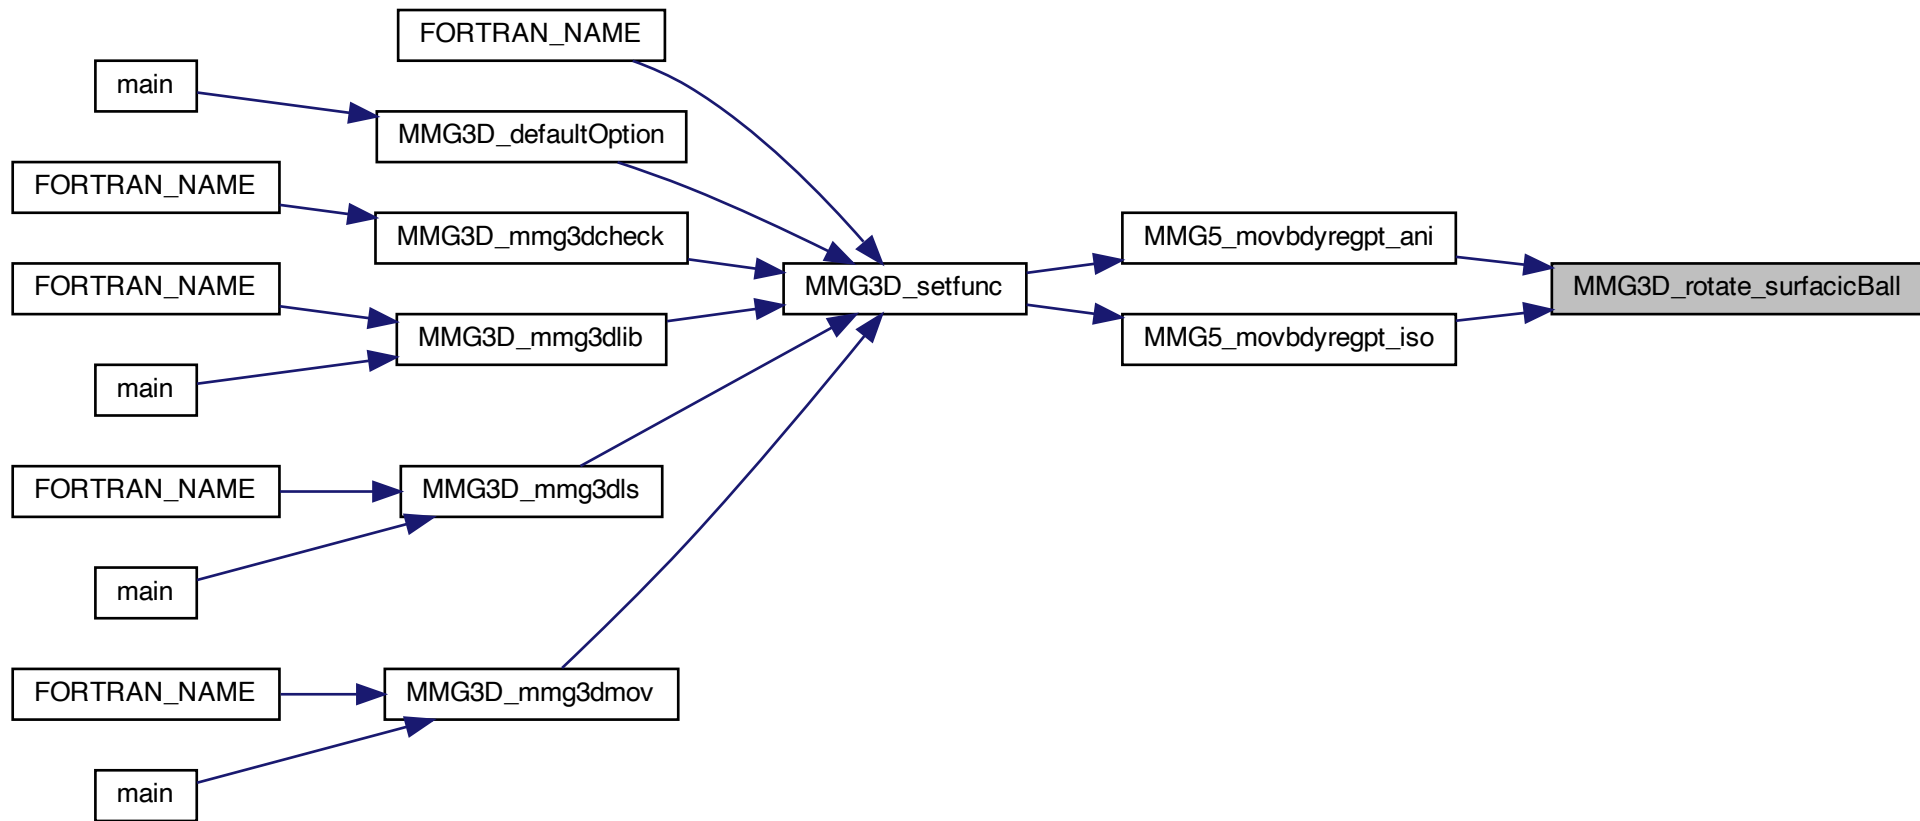 FORTRAN_NAME
main
MMG3D_defaultOption
FORTRAN_NAME
MMG3D_mmg3dcheck
MMG5_movbdyregpt_ani
FORTRAN_NAME
MMG3D_setfunc
MMG3D_rotate_surfacicBall
MMG3D_mmg3dlib
MMG5_movbdyregpt_iso
main
FORTRAN_NAME
MMG3D_mmg3dls
main
FORTRAN_NAME
MMG3D_mmg3dmov
main